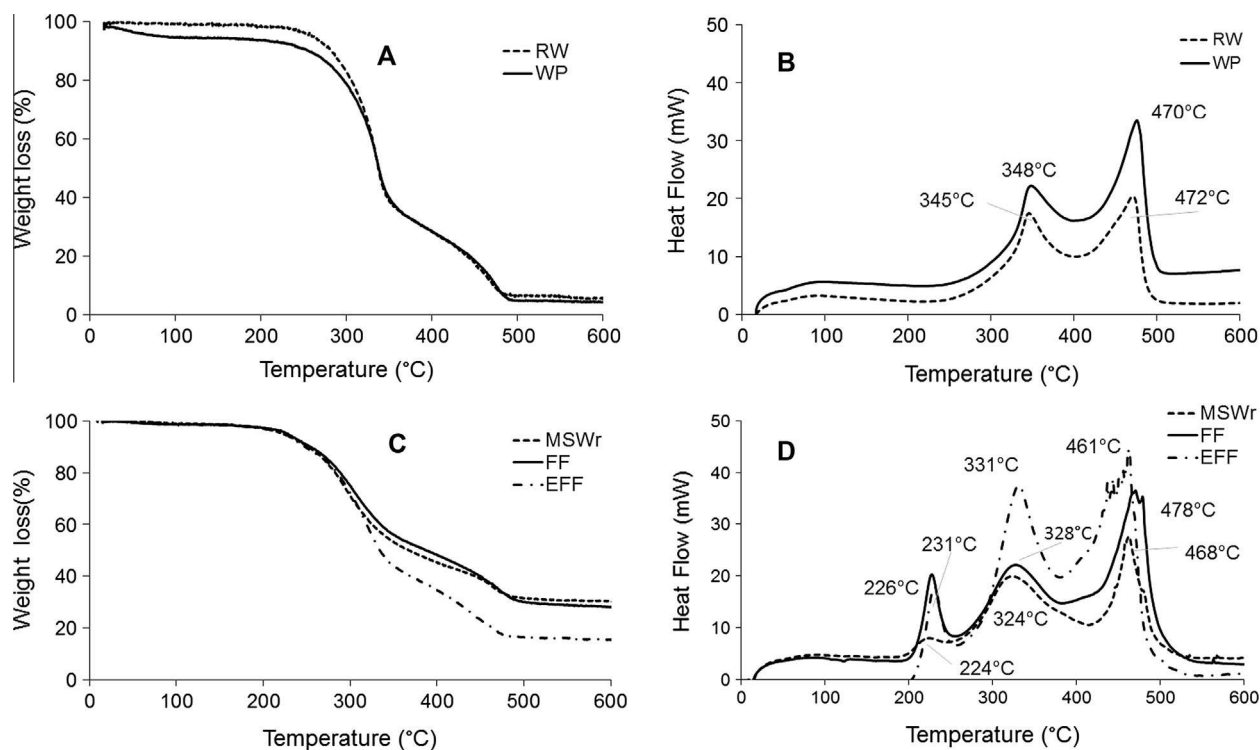 100
80
60
40
20
0
Weight loss (%)
A
RW
WP
0 100 200 300 400 500 600
Temperature (°C)
50
40
30
20
10
0
Heat Flow (mW)
B
RW
WP
470°C
348°C
345°C
472°C
0 100 200 300 400 500 600
Temperature (°C)
100
80
60
40
20
0
Weight loss(%)
C
MSWr
FF
EFF
0 100 200 300 400 500 600
Temperature (°C)
50
40
30
20
10
0
Heat Flow (mW)
D
MSWr
FF
EFF
461°C
331°C
478°C
328°C
231°C
468°C
226°C
324°C
224°C
0 100 200 300 400 500 600
Temperature (°C)